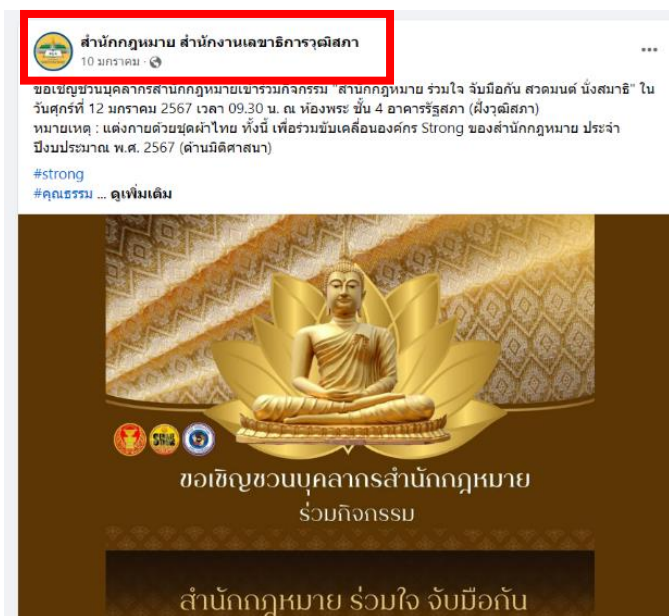 สำนักกฎหมาย สำนักงานเลขาธิการวุฒิสภา
10 มกราคม ·
ขอเชิญชวนบุคลากรสำนักกฎหมายเข้าร่วมกิจกรรม "สำนักกฎหมาย ร่วมใจ จับมือกัน สวดมนต์ นั่งสมาธิ" ใน
วันศุกร์ที่ 12 มกราคม 2567 เวลา 09.30 น. ณ ห้องพระ ชั้น 4 อาคารรัฐสภา (ฝั่งวุฒิสภา)
หมายเหตุ : แต่งกายด้วยชุดผ้าไทย ทั้งนี้ เพื่อร่วมขับเคลื่อนองค์กร Strong ของสำนักกฎหมาย ประจำ
ปีงบประมาณ พ.ศ. 2567 (ด้านมิติศาสนา)
#strong
#คุณธรรม ... ดูเพิ่มเติม
ขอเชิญชวนบุคลากรสำนักกฎหมาย
ร่วมกิจกรรม
สำนักกฎหมาย ร่วมใจ จับมือกัน